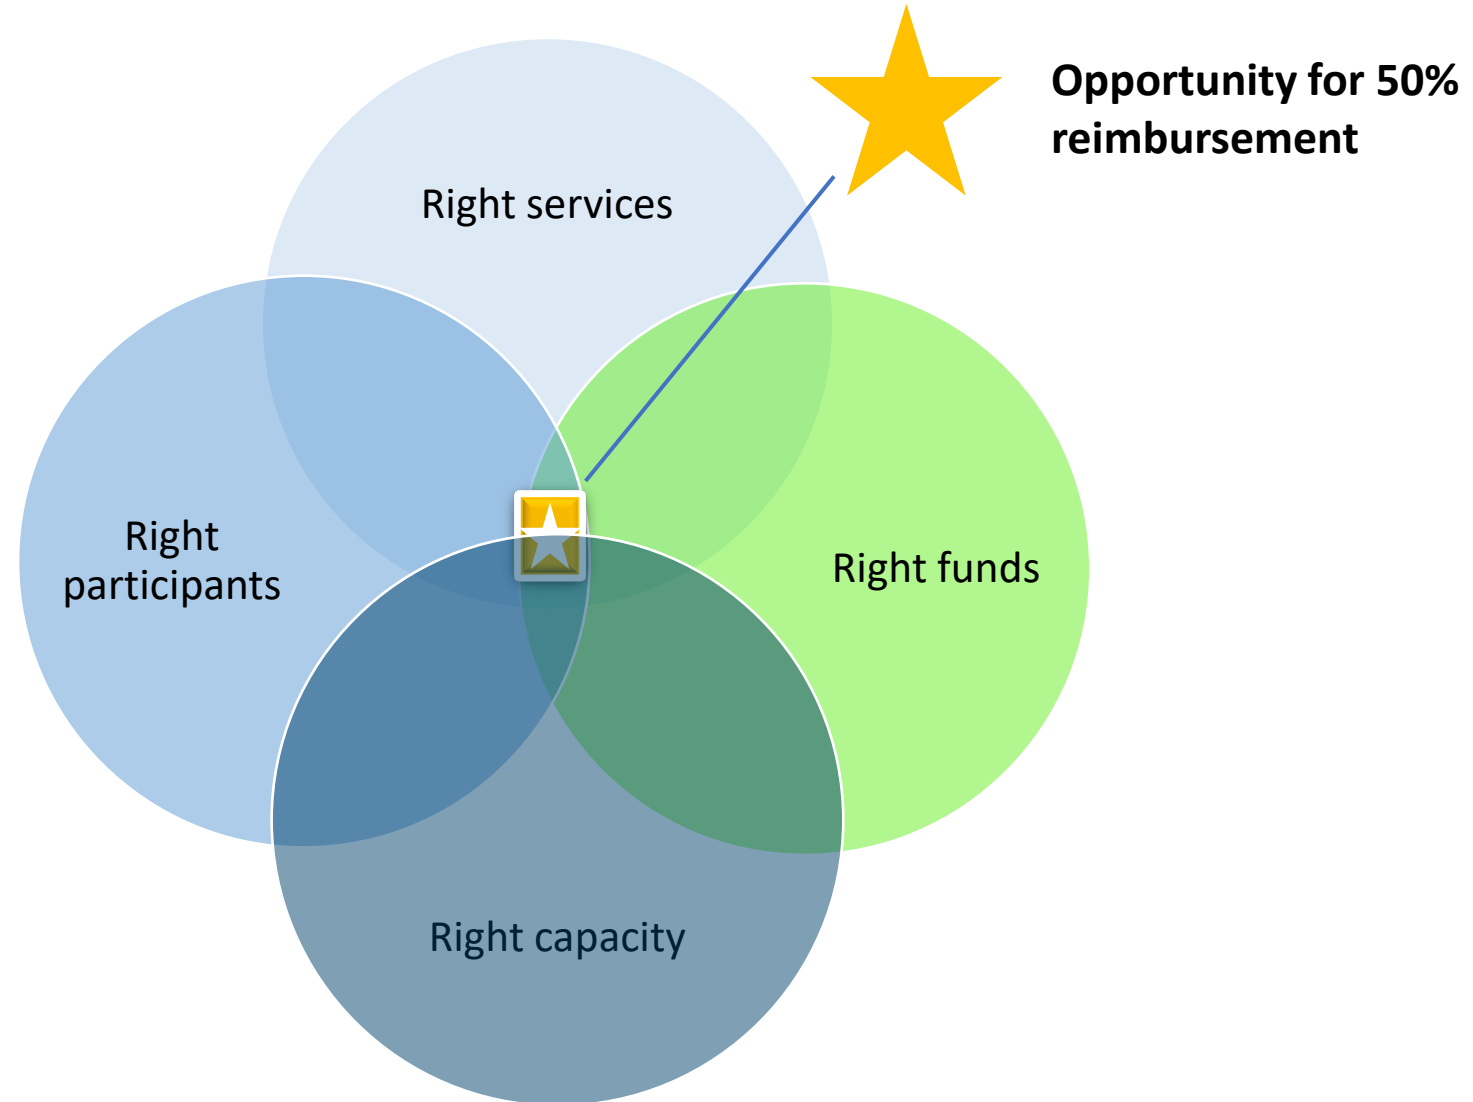 Opportunity for 50%
reimbursement
Right services
Right
participants
Right funds
Right capacity